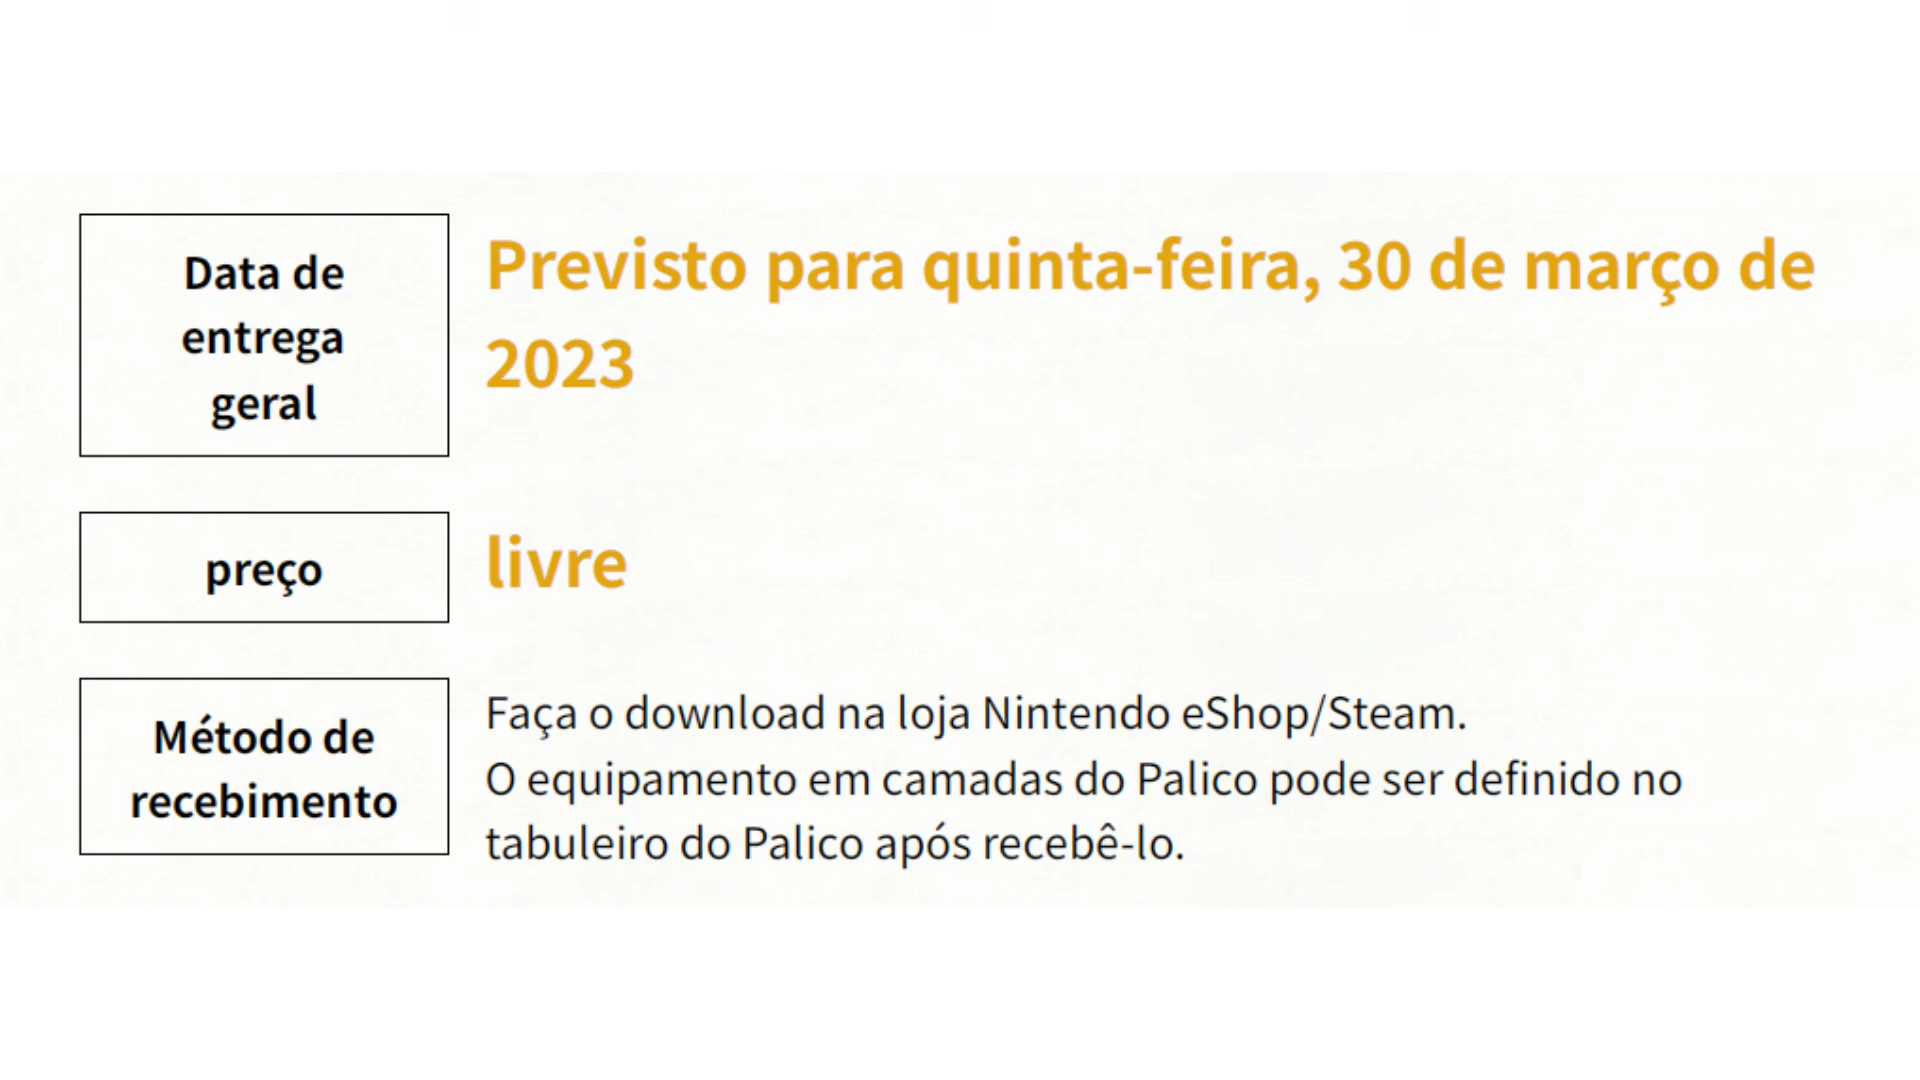 Data de
entrega
geral
Previsto para quinta-feira, 30 de março de
2023
preço
livre
Método de
recebimento
Faça o download na loja Nintendo eShop/Steam.
O equipamento em camadas do Palico pode ser definido no
tabuleiro do Palico após recebê-lo.